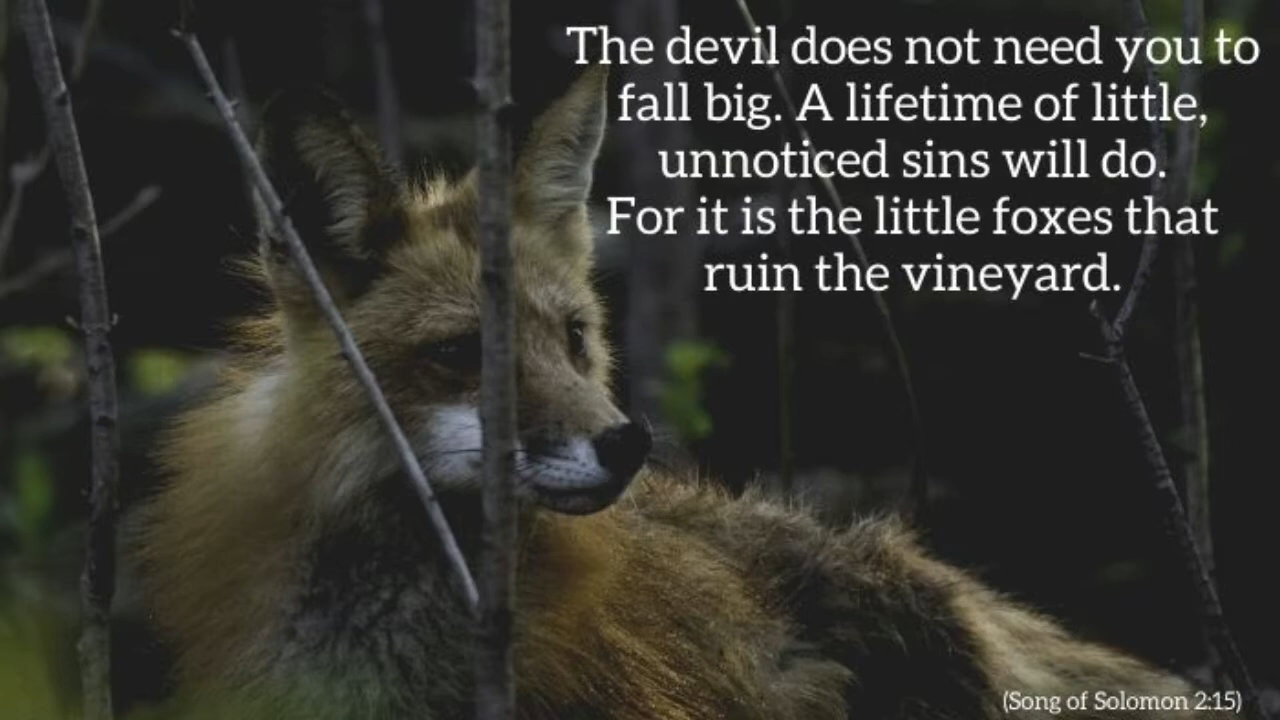 The devil does not need you to
fall big. A lifetime of little,
unnoticed sins will do.
For it is the little foxes that
ruin the vineyard.
(Song of Solomon 2:15)